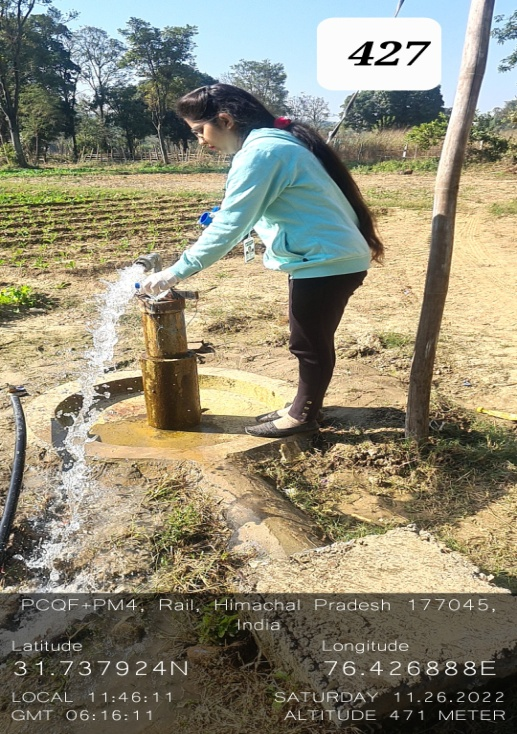 427
PCQF+PM4, Rail, Himachal Pradesh 177045,
India
Latitude Longitude
31.737924N 76.426888E
LOCAL 11:46:11 SATURDAY 11.26.2022
GMT 06:16:11 ALTITUDE 471 METER